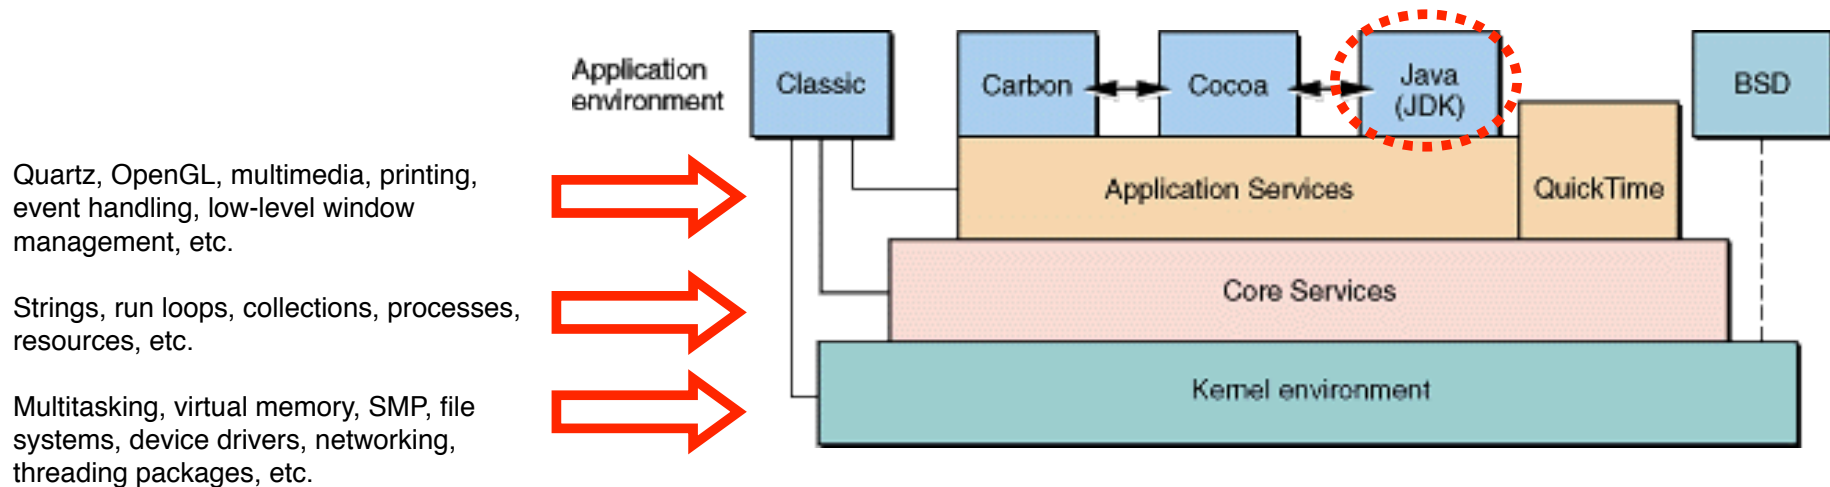 Application
environment
Classic
Carbon
Cocoa
Java
(JDK)
BSD
Quartz, OpenGL, multimedia, printing,
event handling, low-level window
management, etc.
Application Services
QuickTime
Strings, run loops, collections, processes,
resources, etc.
Core Services
Multitasking, virtual memory, SMP, file
systems, device drivers, networking,
threading packages, etc.
Kernel environment